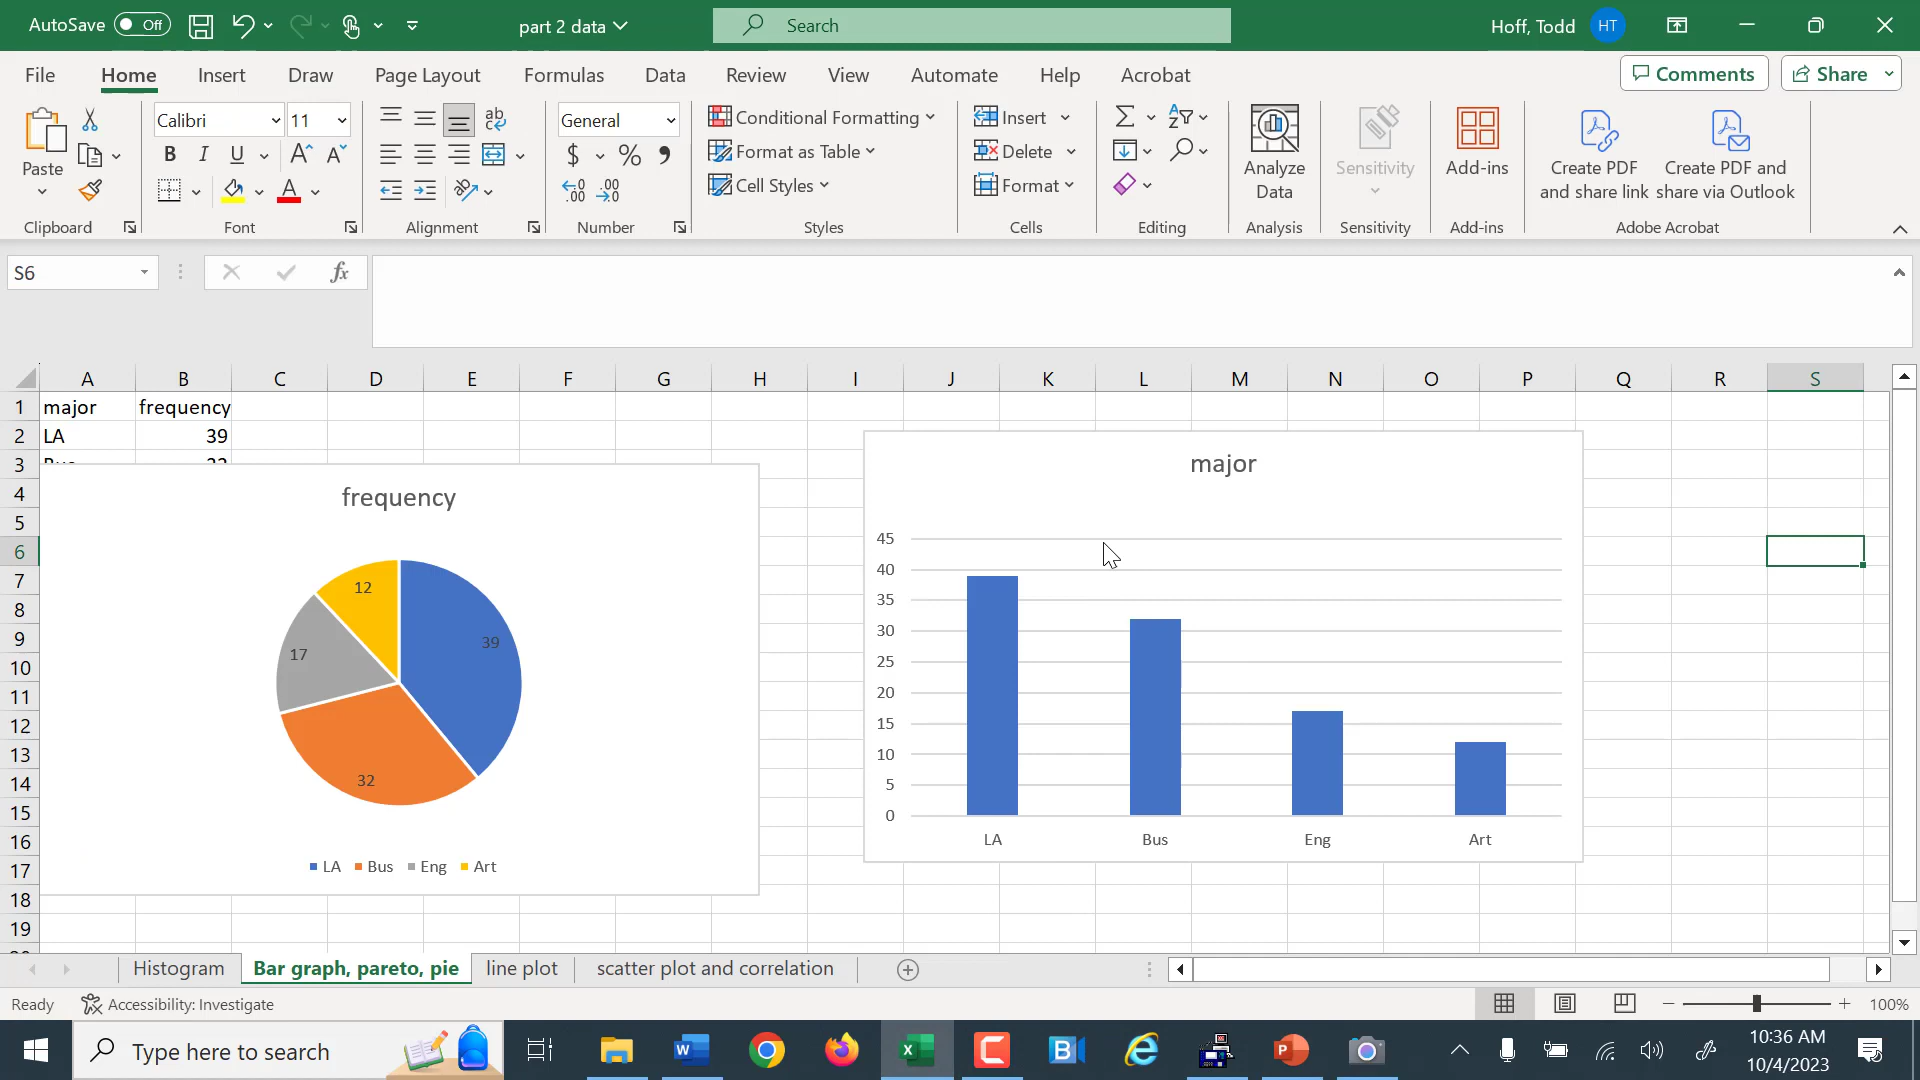 AutoSave Off part 2 data Search Hoff, Todd HT
File Home Insert Draw Page Layout Formulas Data Review View Automate Help Acrobat Comments Share
Paste
Clipboard
Calibri 11
B I U A A
A
Font
ab
c
Alignment
General
$ % ,
.00
.00
Number
Conditional Formatting
Format as Table
Cell Styles
Styles
Insert
Delete
Format
Cells
Σ
Editing
Analyze
Data
Analysis
Sensitivity
Sensitivity
Add-ins
Add-ins
Create PDF
and share link
Create PDF and
share via Outlook
Adobe Acrobat
S6 fx
A B C D E F G H I J K L M N O P Q R S
1 major frequency
2 LA 39
3
4
5
6
7
8
9
10
11
12
13
14
15
16
17
18
19
frequency
12
39
17
32
LA Bus Eng Art
major
45
40
35
30
25
20
15
10
5
0
LA Bus Eng Art
Histogram Bar graph, pareto, pie line plot scatter plot and correlation
Ready Accessibility: Investigate 100%
Type here to search
10:36 AM
10/4/2023